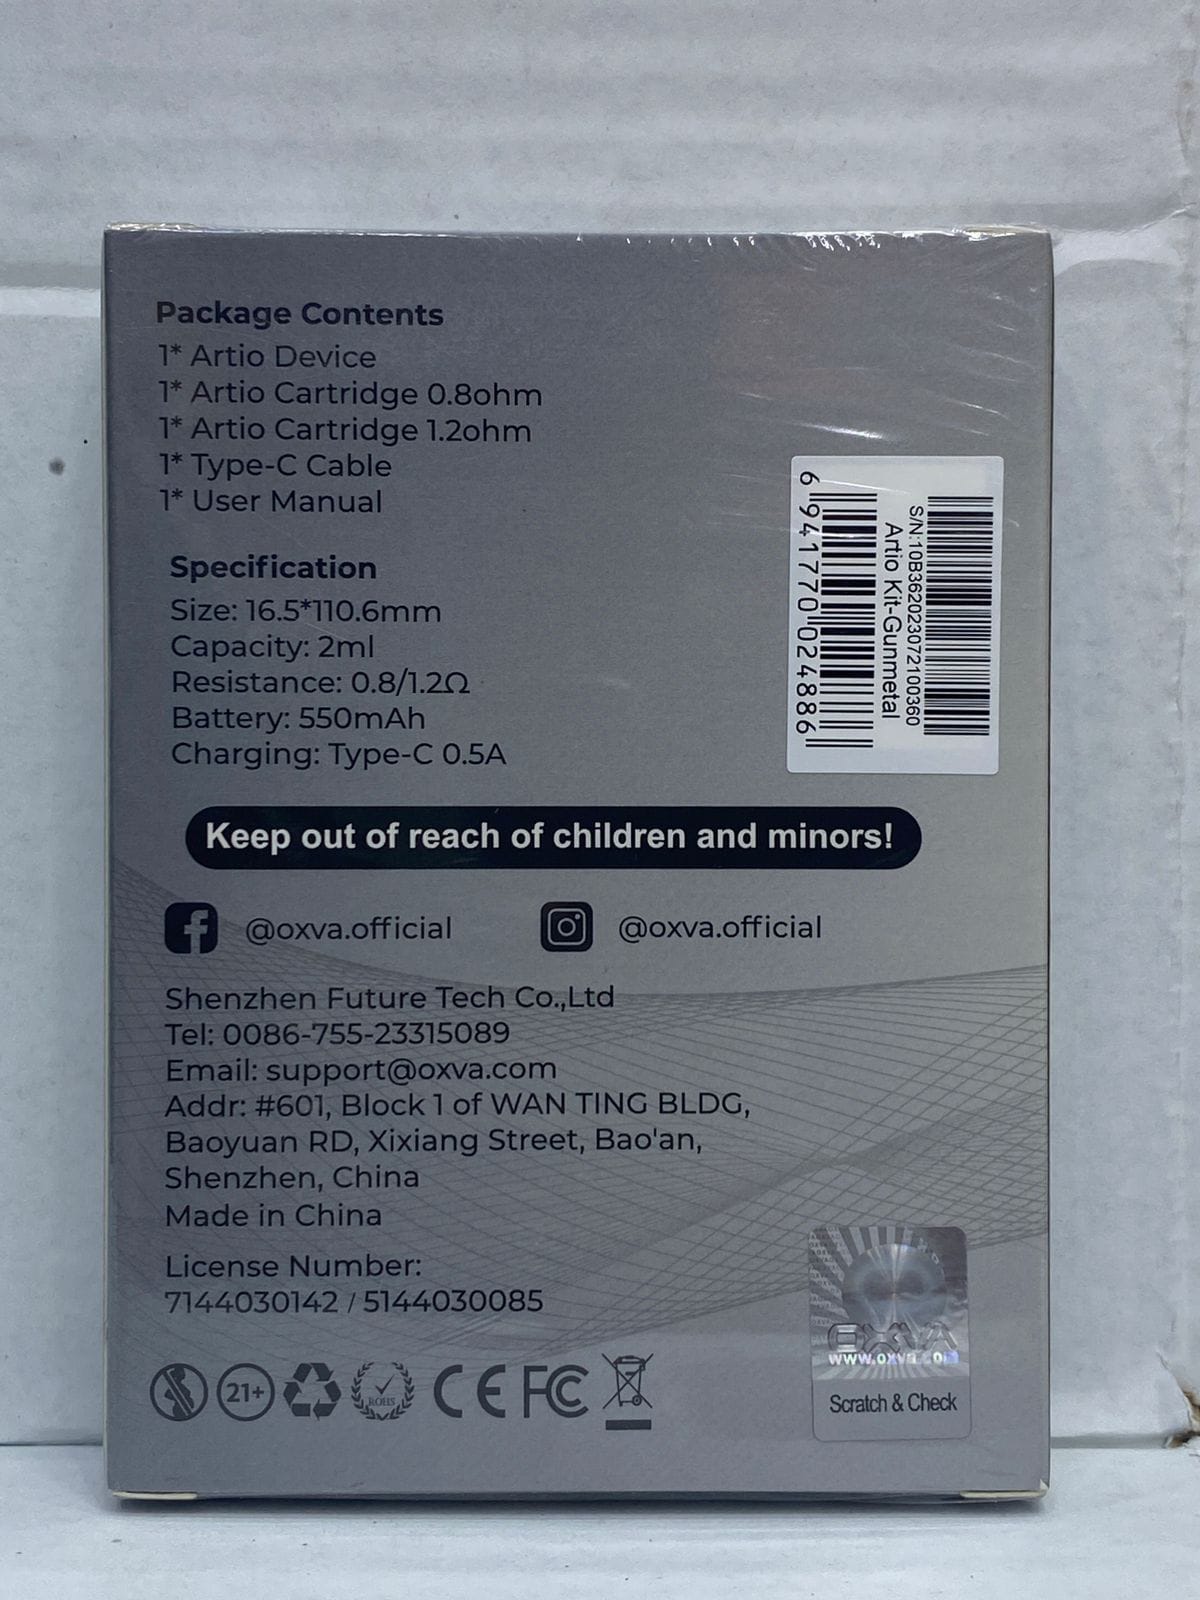 Package Contents
1* Artio Device
1* Artio Cartridge 0.8ohm
1* Artio Cartridge 1.2ohm
1* Type-C Cable
1* User Manual
Specification
Size: 16.5*110.6mm
Capacity: 2ml
Resistance: 0.8/1.2Ω
Battery: 550mAh
Charging: Type-C 0.5A
S/N:10B362023072100360
Artio Kit-Gunmetal
6 941770 024886
Keep out of reach of children and minors!
@oxva.official
@oxva.official
Shenzhen Future Tech Co.,Ltd
Tel: 0086-755-23315089
Email: support@oxva.com
Addr: #601, Block 1 of WAN TING BLDG,
Baoyuan RD, Xixiang Street, Bao'an,
Shenzhen, China
Made in China
License Number:
7144030142 / 5144030085
21+
ROHS
CE
FC
OXVA
www.oxva.com
Scratch & Check